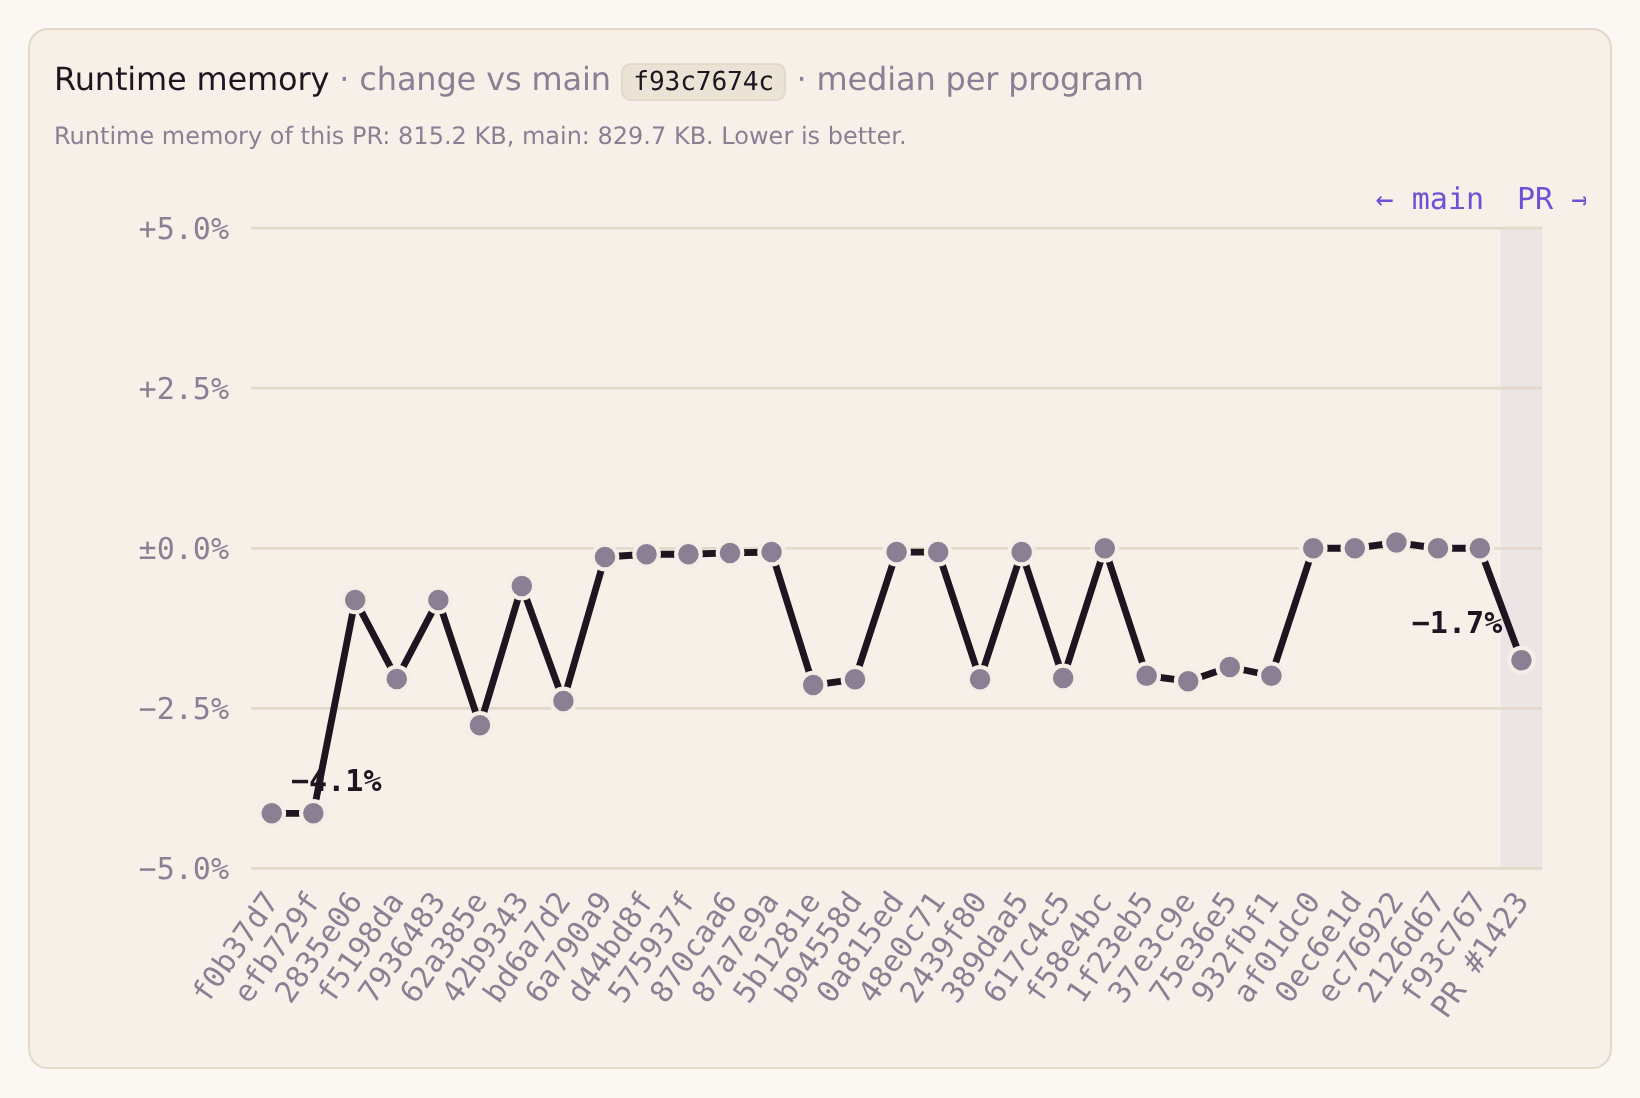 Runtime memory · change vs main f93c7674c · median per program
Runtime memory of this PR: 815.2 KB, main: 829.7 KB. Lower is better.
← main PR →
+5.0%
+2.5%
±0.0%
−2.5%
−5.0%
−4.1%
−1.7%
f0b37d7
efb729f
2835e06
f5198da
7936483
62a385e
42b9343
bd6a7d2
6a790a9
d44bd8f
575937f
870caa6
87a7e9a
5b1281e
b94558d
0a815ed
48e0c71
2439f80
389daa5
617c4c5
f58e4bc
1f23eb5
37e3c9e
75e36e5
932fbf1
af01dc0
0ec6e1d
ec76922
2126d67
f93c767
PR #1423